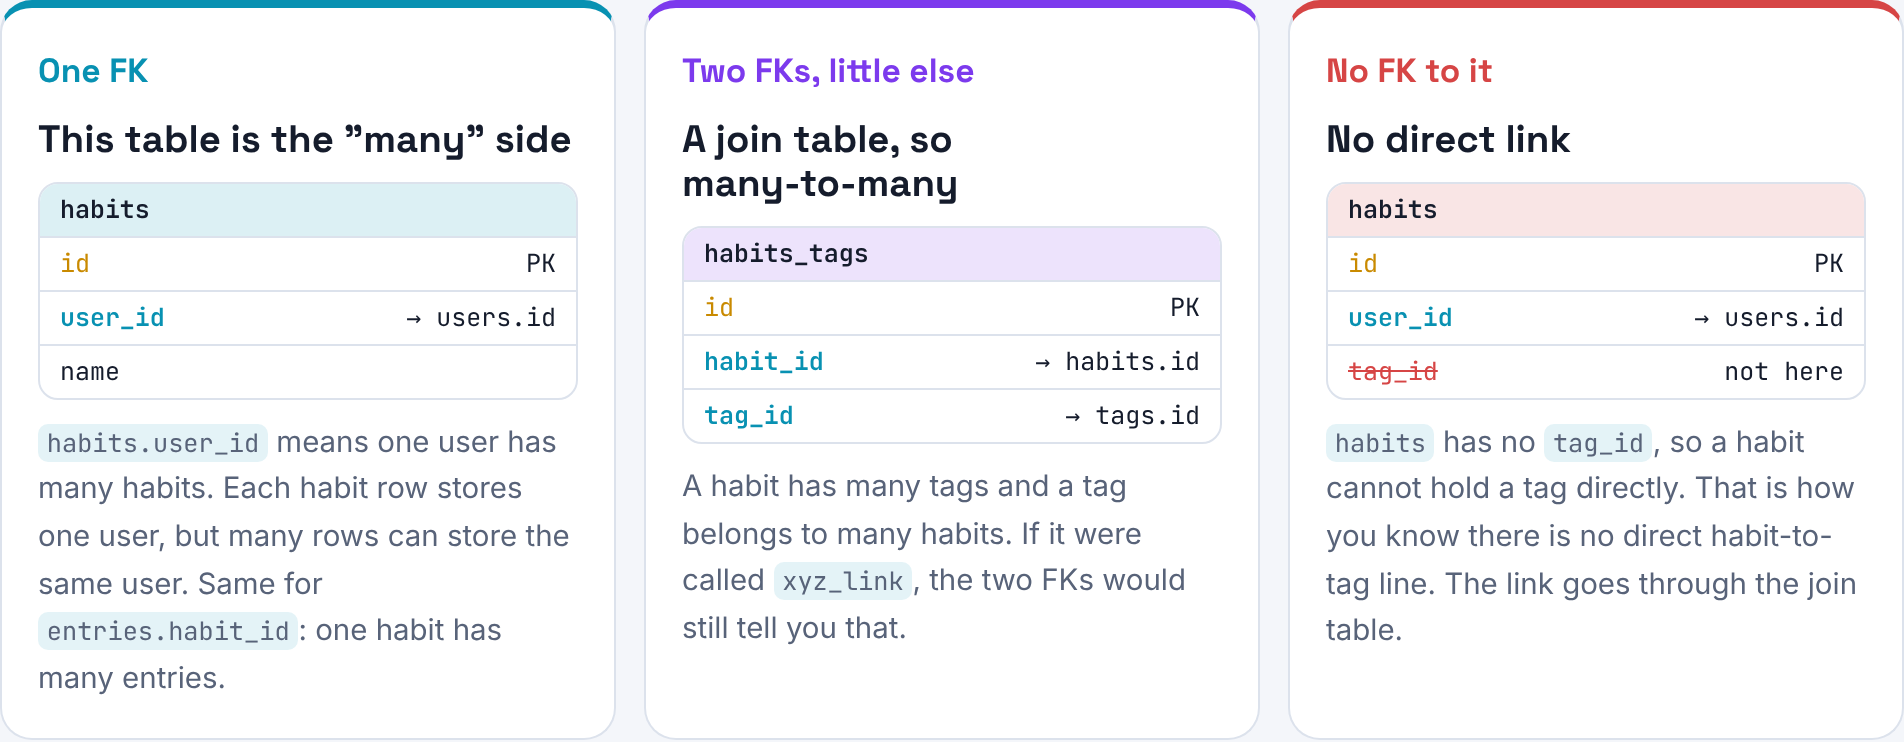 One FK
This table is the ”many” side
habits
id PK
user_id → users.id
name
habits.user_id means one user has
many habits. Each habit row stores
one user, but many rows can store the
same user. Same for
entries.habit_id: one habit has
many entries.
Two FKs, little else
A join table, so
many-to-many
habits_tags
id PK
habit_id → habits.id
tag_id → tags.id
A habit has many tags and a tag
belongs to many habits. If it were
called xyz_link, the two FKs would
still tell you that.
No FK to it
No direct link
habits
id PK
user_id → users.id
tag_id not here
habits has no tag_id, so a habit
cannot hold a tag directly. That is how
you know there is no direct habit-to-
tag line. The link goes through the join
table.